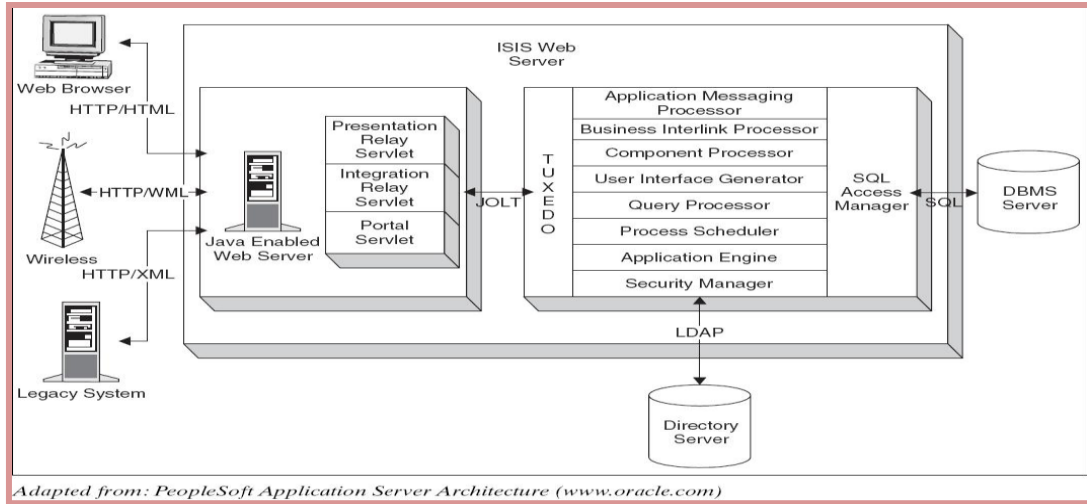 ISIS Web
Server
Web Browser
HTTP/HTML
HTTP/WML
Wireless
HTTP/XML
Legacy System
Java Enabled
Web Server
Presentation
Relay
Servlet
Integration
Relay
Servlet
Portal
Servlet
JOLT
TUXEDO
Application Messaging
Processor
Business Interlink Processor
Component Processor
User Interface Generator
Query Processor
Process Scheduler
Application Engine
Security Manager
SQL
Access
Manager
SQL
DBMS
Server
LDAP
Directory
Server
Adapted from: PeopleSoft Application Server Architecture (www.oracle.com)